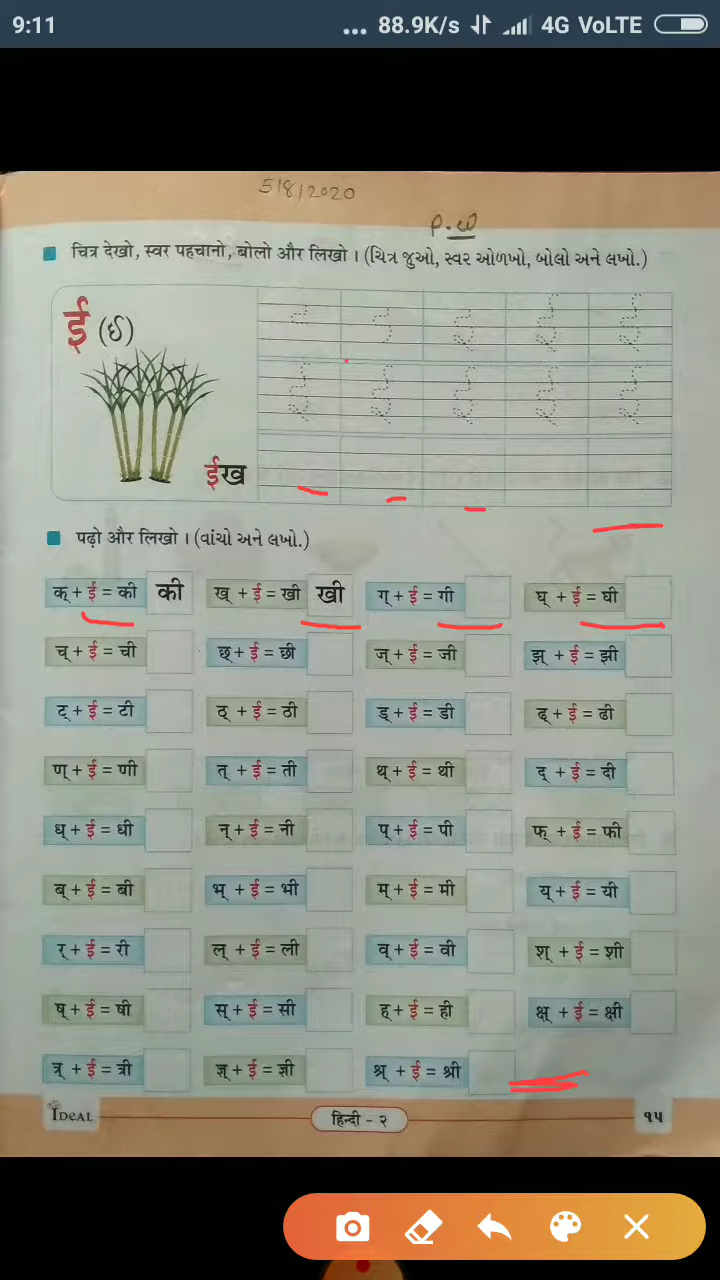 9:11 ... 88.9K/s 4G VoLTE
5/8/2020
P.W
चित्र देखो, स्वर पहचानो, बोलो और लिखो । (ચિત્ર જુઓ, સ્વર ઓળખો, બોલો અને લખો.)
ई (ઈ)
ईख
पढ़ो और लिखो । (વાંચો અને લખો.)
क् + ई = की की ख् + ई = खी खी ग् + ई = गी घ् + ई = घी
च् + ई = ची छ् + ई = छी ज् + ई = जी झ् + ई = झी
ट् + ई = टी ठ् + ई = ठी ड् + ई = डी ढ् + ई = ढी
ण् + ई = णी त् + ई = ती थ् + ई = थी द् + ई = दी
ध् + ई = धी न् + ई = नी प् + ई = पी फ् + ई = फी
ब् + ई = बी भ् + ई = भी म् + ई = मी य् + ई = यी
र् + ई = री ल् + ई = ली व् + ई = वी श् + ई = शी
ष् + ई = षी स् + ई = सी ह् + ई = ही क्ष् + ई = क्षी
त्र् + ई = त्री ज्ञ् + ई = ज्ञी श्र् + ई = श्री
IDEAL हिन्दी - २ १५